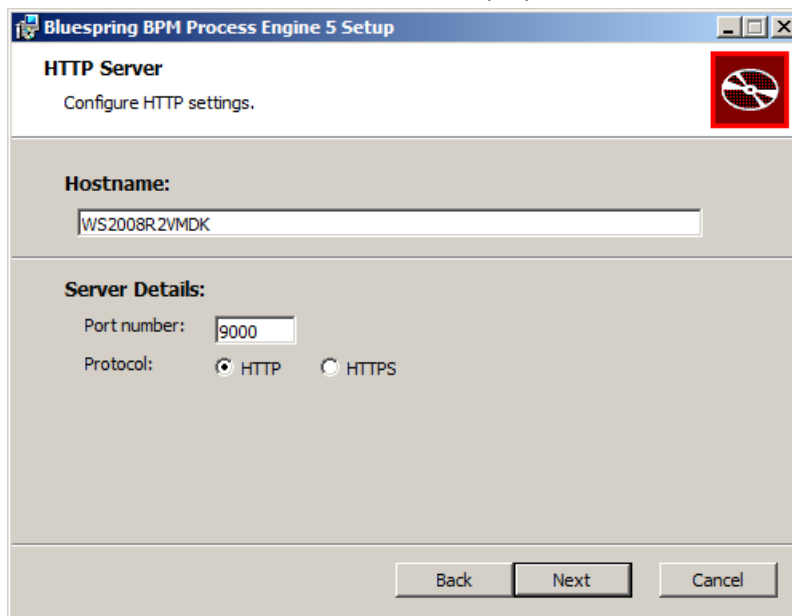 Bluespring BPM Process Engine 5 Setup
HTTP Server
Configure HTTP settings.
Hostname:
WS2008R2VMDK
Server Details:
Port number: 9000
Protocol: HTTP HTTPS
Back Next Cancel